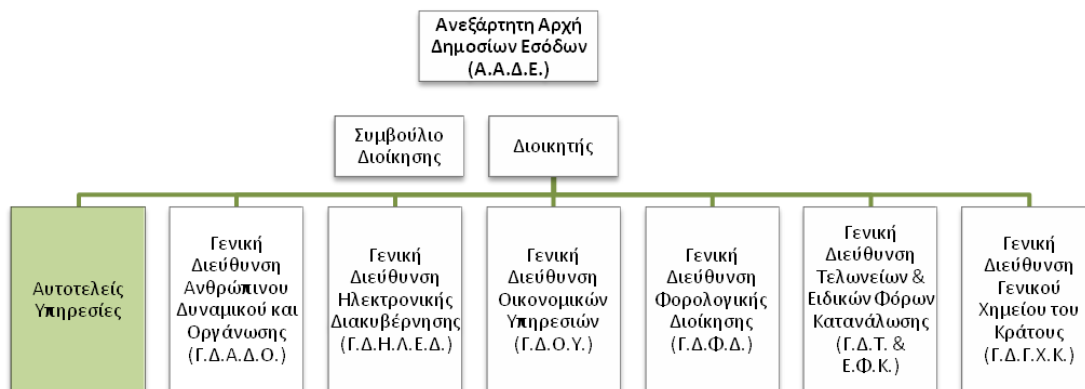 Ανεξάρτητη Αρχή
Δημοσίων Εσόδων
(Α.Α.Δ.Ε.)
Συμβούλιο
Διοίκησης
Διοικητής
Αυτοτελείς
Υπηρεσίες
Γενική
Διεύθυνση
Ανθρώπινου
Δυναμικού και
Οργάνωσης
(Γ.Δ.Α.Δ.Ο.)
Γενική
Διεύθυνση
Ηλεκτρονικής
Διακυβέρνησης
(Γ.Δ.Η.Λ.Ε.Δ.)
Γενική
Διεύθυνση
Οικονομικών
Υπηρεσιών
(Γ.Δ.Ο.Υ.)
Γενική
Διεύθυνση
Φορολογικής
Διοίκησης
(Γ.Δ.Φ.Δ.)
Γενική
Διεύθυνση
Τελωνείων &
Ειδικών Φόρων
Κατανάλωσης
(Γ.Δ.Τ. &
Ε.Φ.Κ.)
Γενική
Διεύθυνση
Γενικού
Χημείου του
Κράτους
(Γ.Δ.Γ.Χ.Κ.)